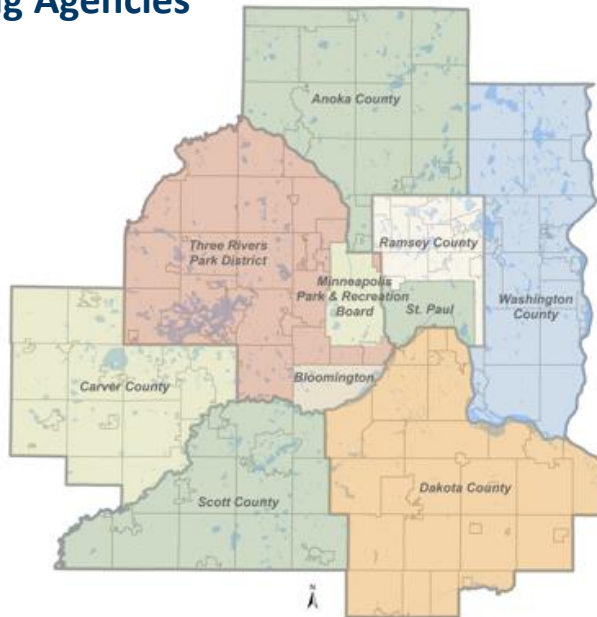 g Agencies
Anoka County
Three Rivers
Park District
Ramsey County
Minneapolis
Park & Recreation
Board
St. Paul
Washington
County
Carver County
Bloomington
Scott County
Dakota County
N